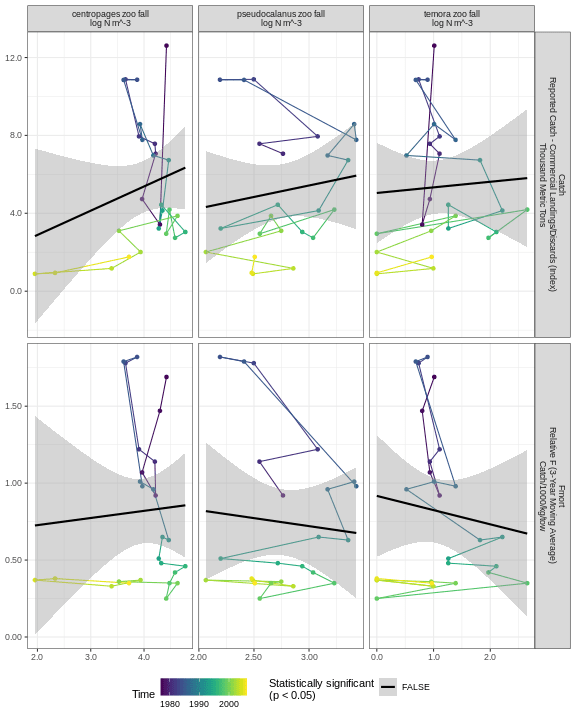 centropages zoo fall
log N m^-3
pseudocalanus zoo fall
log N m^-3
temora zoo fall
log N m^-3
12.0
8.0
4.0
0.0
Catch
Reported Catch - Commercial Landings/Discards (Index)
Thousand Metric Tons
1.50
1.00
0.50
0.00
Fmort
Relative F (3-Year Moving Average)
Catch/1000/kg/tow
2.0
3.0
4.0
2.00
2.50
3.00
0.0
1.0
2.0
Time
1980
1990
2000
Statistically significant
(p < 0.05)
FALSE